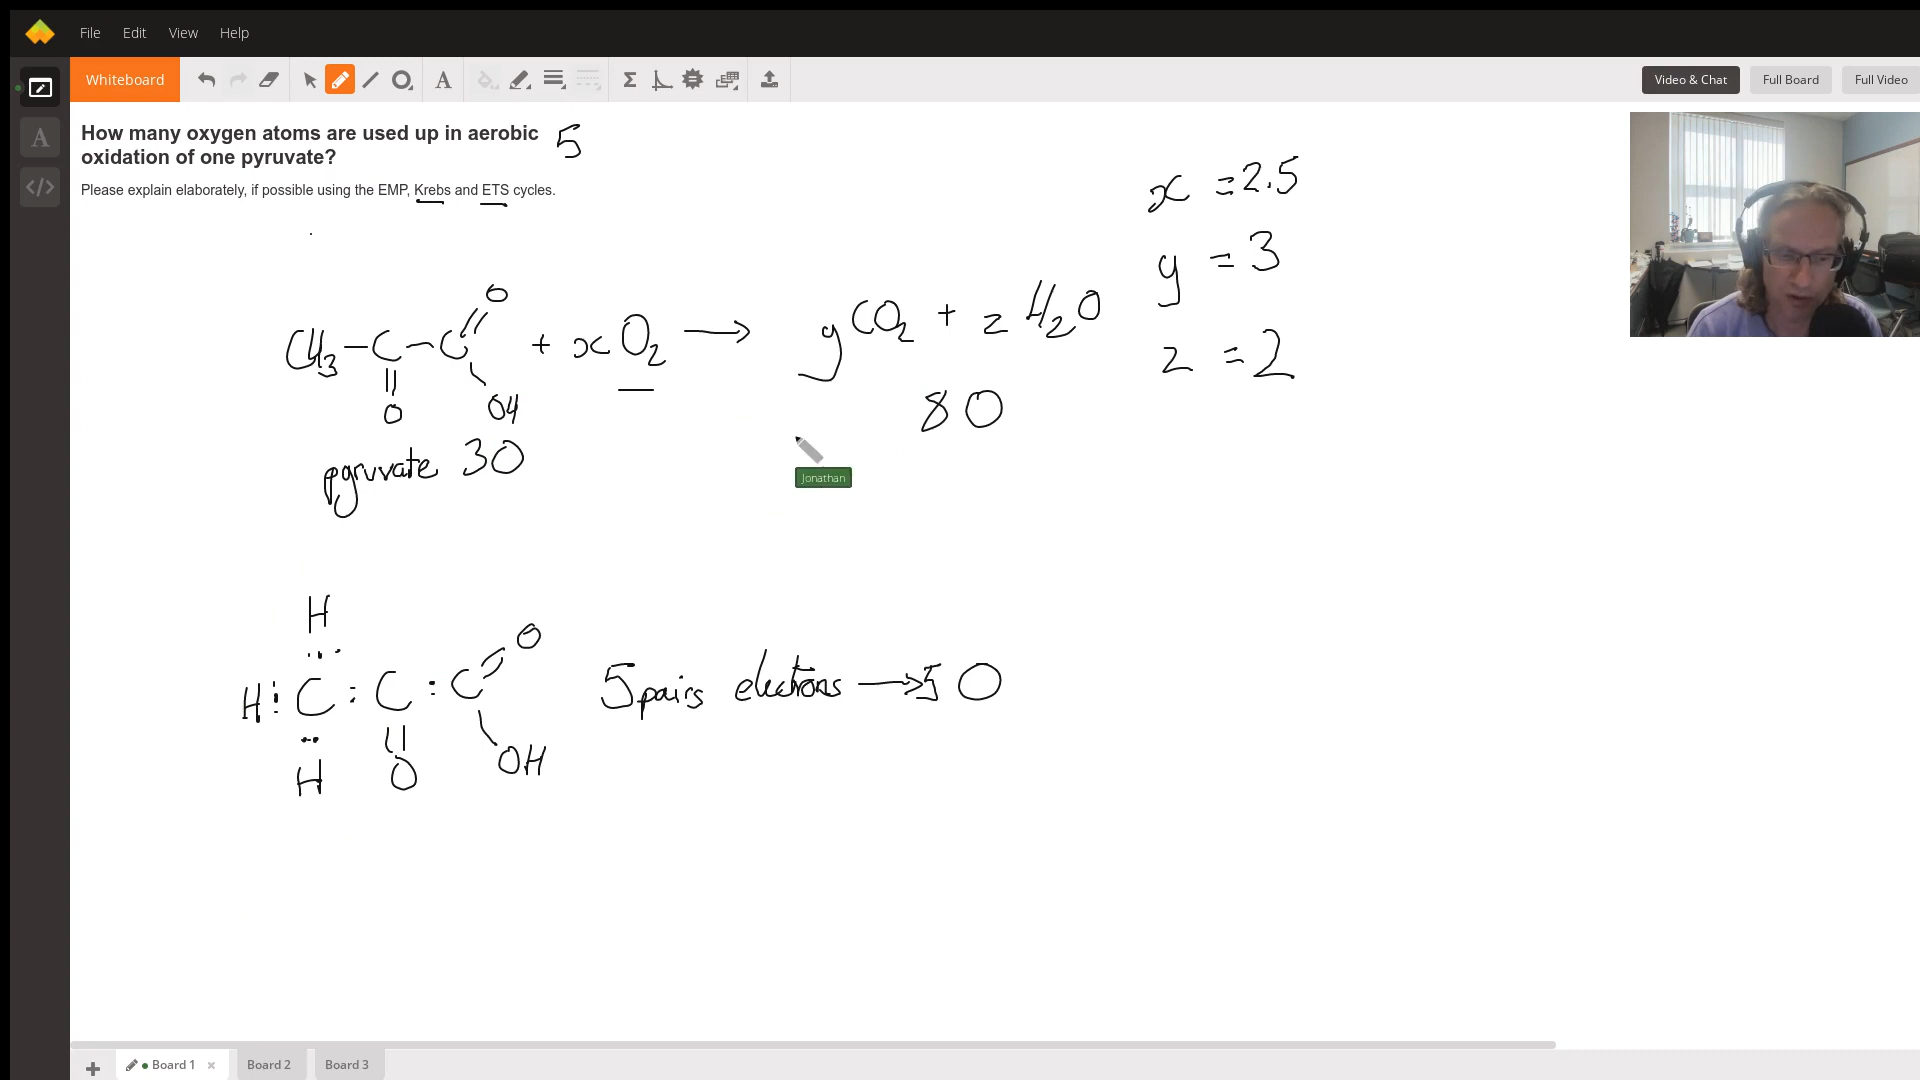 File Edit View Help
Whiteboard
Video & Chat Full Board Full Video
How many oxygen atoms are used up in aerobic
oxidation of one pyruvate? 5
Please explain elaborately, if possible using the EMP, Krebs and ETS cycles.
x = 2.5
y = 3
z = 2
O
CH3 – C – C + xO2 → yCO2 + z H2O
O OH
8O
pyruvate 3O
Jonathan
H
O
H : C : C : C 5 pairs electrons → 5 O
H O OH
Board 1 Board 2 Board 3